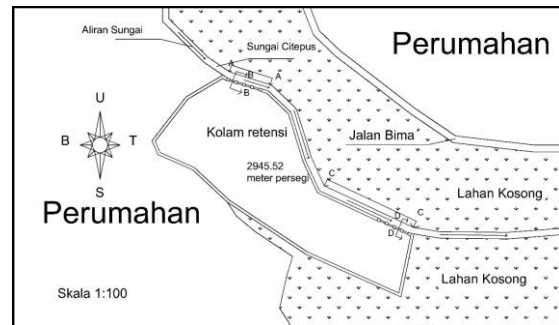 Aliran Sungai
Sungai Citepus
Perumahan
A
B
A
B
U
B
T
S
Kolam retensi
Jalan Bima
2945.52
meter persegi
C
Lahan Kosong
Perumahan
D
C
D
Lahan Kosong
Skala 1:100